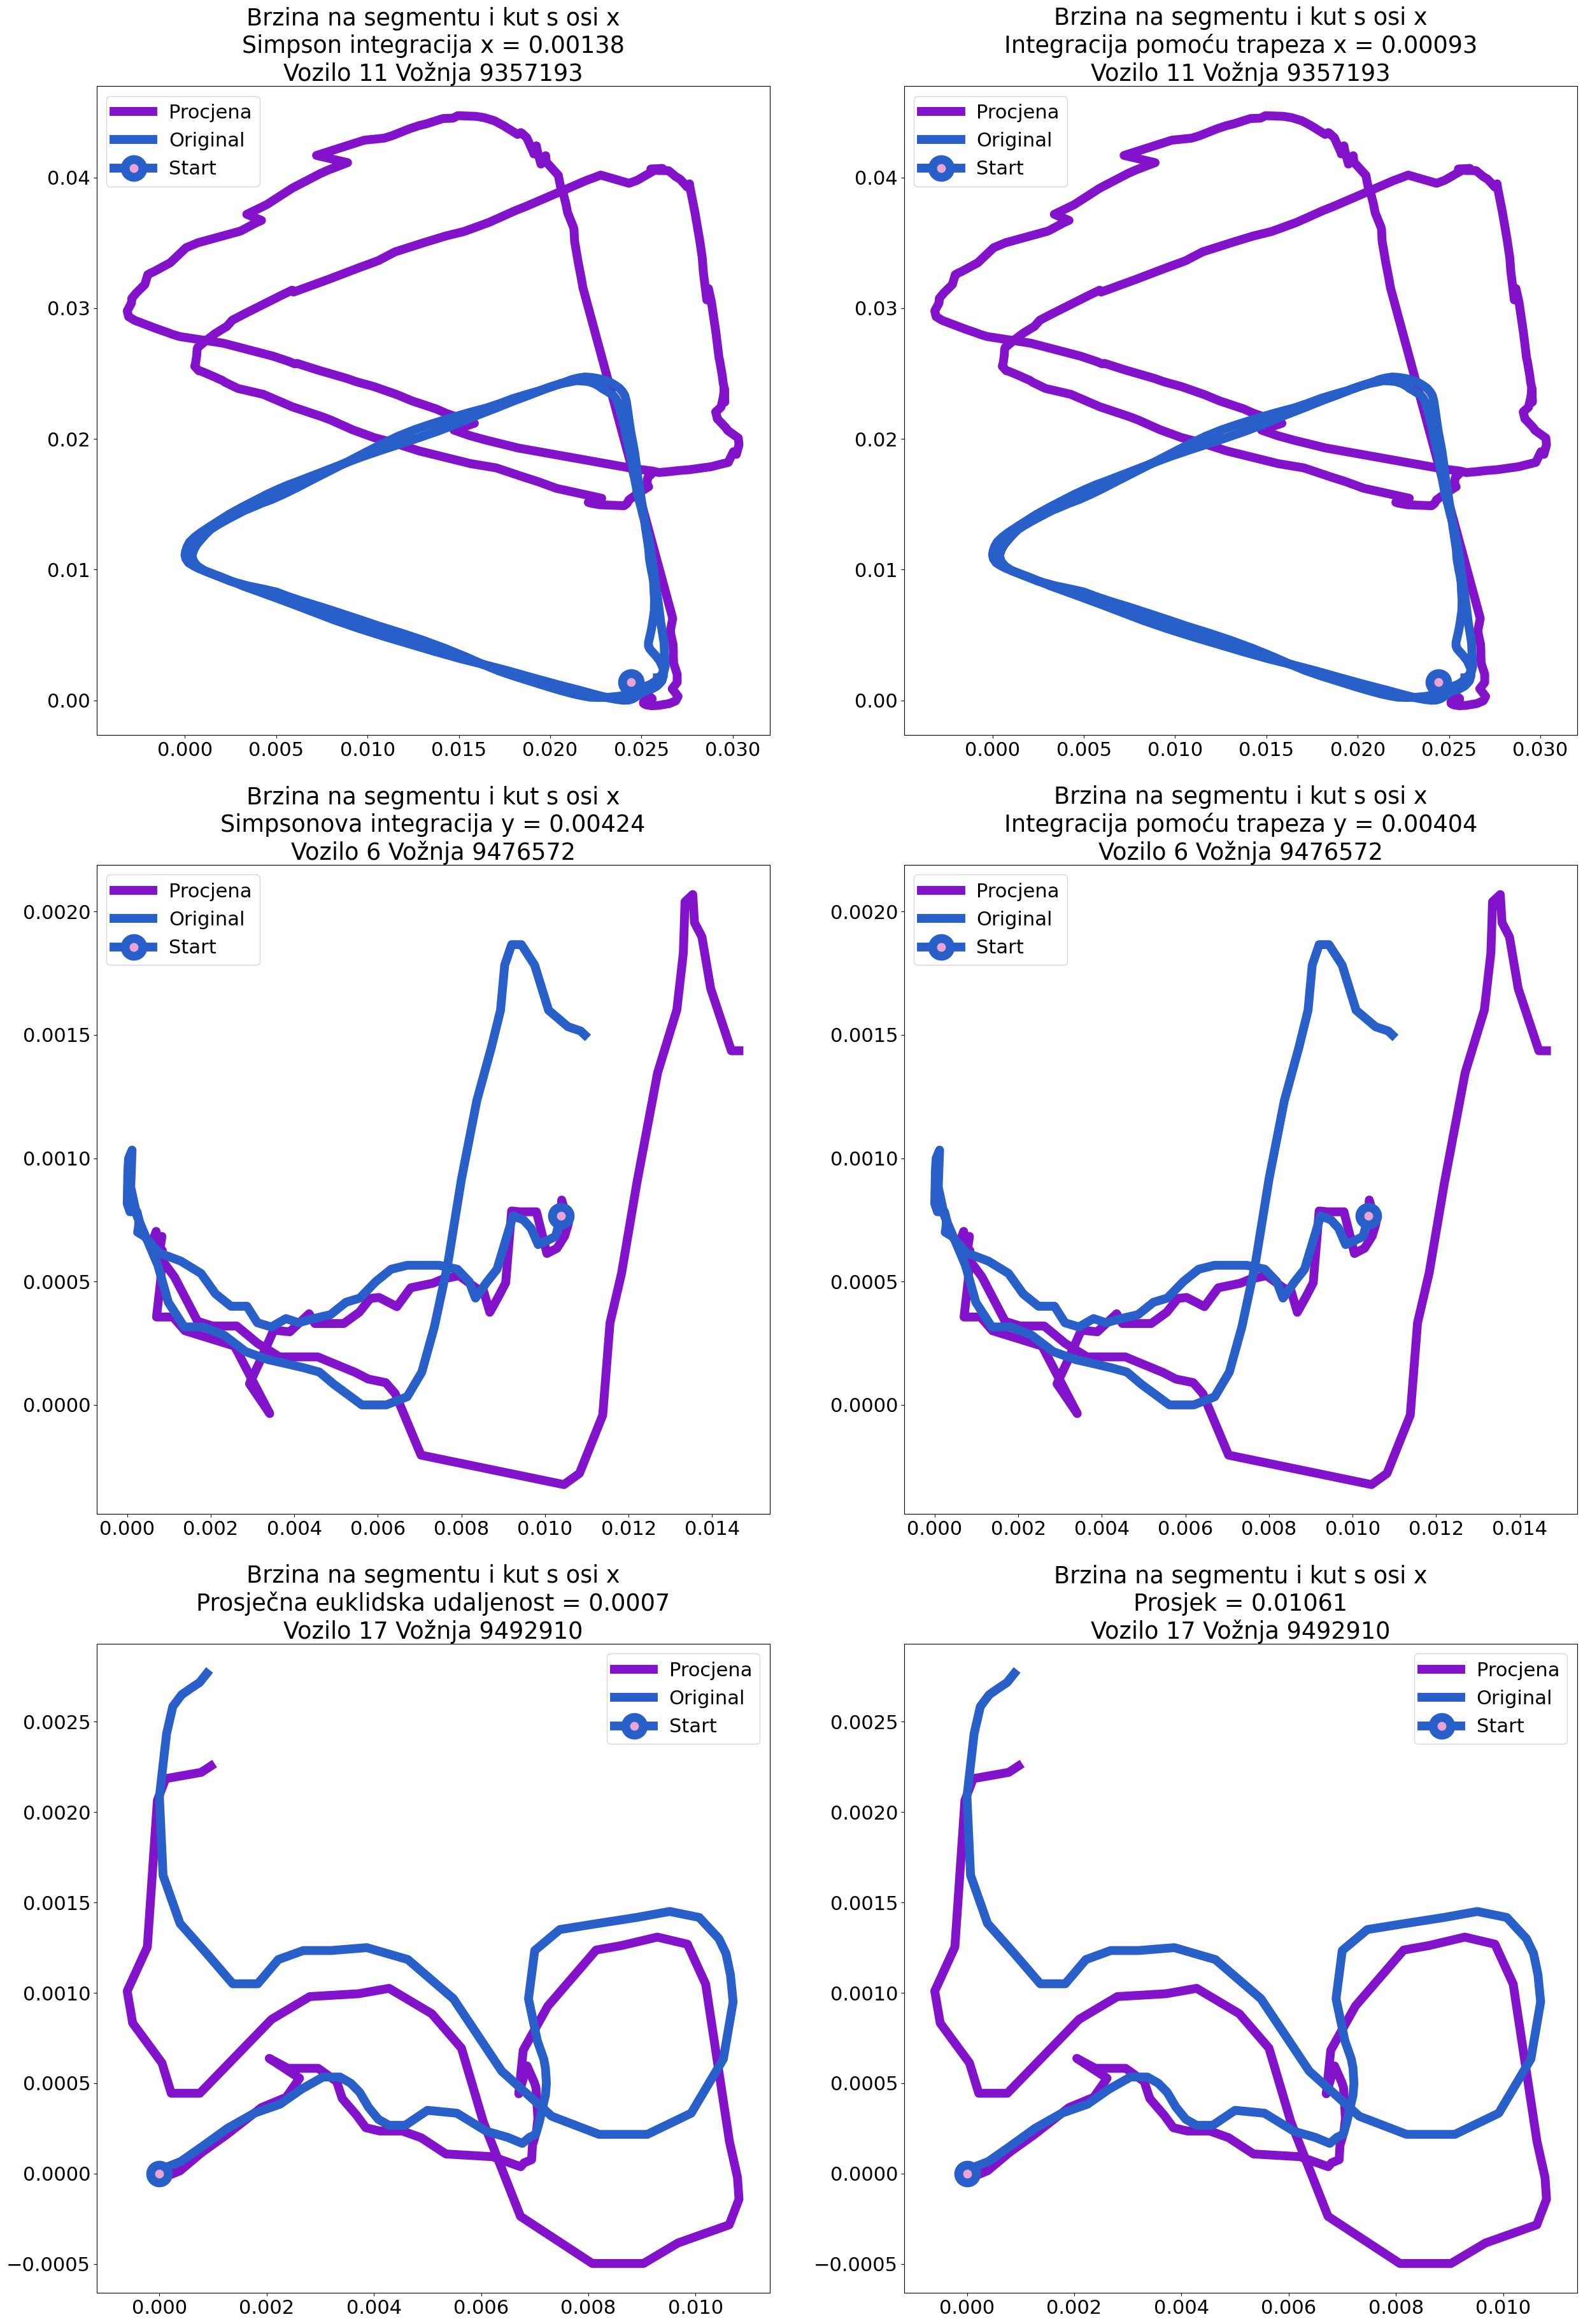 Brzina na segmentu i kut s osi x
Simpson integracija x = 0.00138
Vozilo 11 Vožnja 9357193
Procjena
Original
Start
0.04
0.03
0.02
0.01
0.00
0.000 0.005 0.010 0.015 0.020 0.025 0.030
Brzina na segmentu i kut s osi x
Integracija pomoću trapeza x = 0.00093
Vozilo 11 Vožnja 9357193
Procjena
Original
Start
0.04
0.03
0.02
0.01
0.00
0.000 0.005 0.010 0.015 0.020 0.025 0.030
Brzina na segmentu i kut s osi x
Simpsonova integracija y = 0.00424
Vozilo 6 Vožnja 9476572
Procjena
Original
Start
0.0020
0.0015
0.0010
0.0005
0.0000
0.000 0.002 0.004 0.006 0.008 0.010 0.012 0.014
Brzina na segmentu i kut s osi x
Integracija pomoću trapeza y = 0.00404
Vozilo 6 Vožnja 9476572
Procjena
Original
Start
0.0020
0.0015
0.0010
0.0005
0.0000
0.000 0.002 0.004 0.006 0.008 0.010 0.012 0.014
Brzina na segmentu i kut s osi x
Prosječna euklidska udaljenost = 0.0007
Vozilo 17 Vožnja 9492910
Procjena
Original
Start
0.0025
0.0020
0.0015
0.0010
0.0005
0.0000
−0.0005
0.000 0.002 0.004 0.006 0.008 0.010
Brzina na segmentu i kut s osi x
Prosjek = 0.01061
Vozilo 17 Vožnja 9492910
Procjena
Original
Start
0.0025
0.0020
0.0015
0.0010
0.0005
0.0000
−0.0005
0.000 0.002 0.004 0.006 0.008 0.010